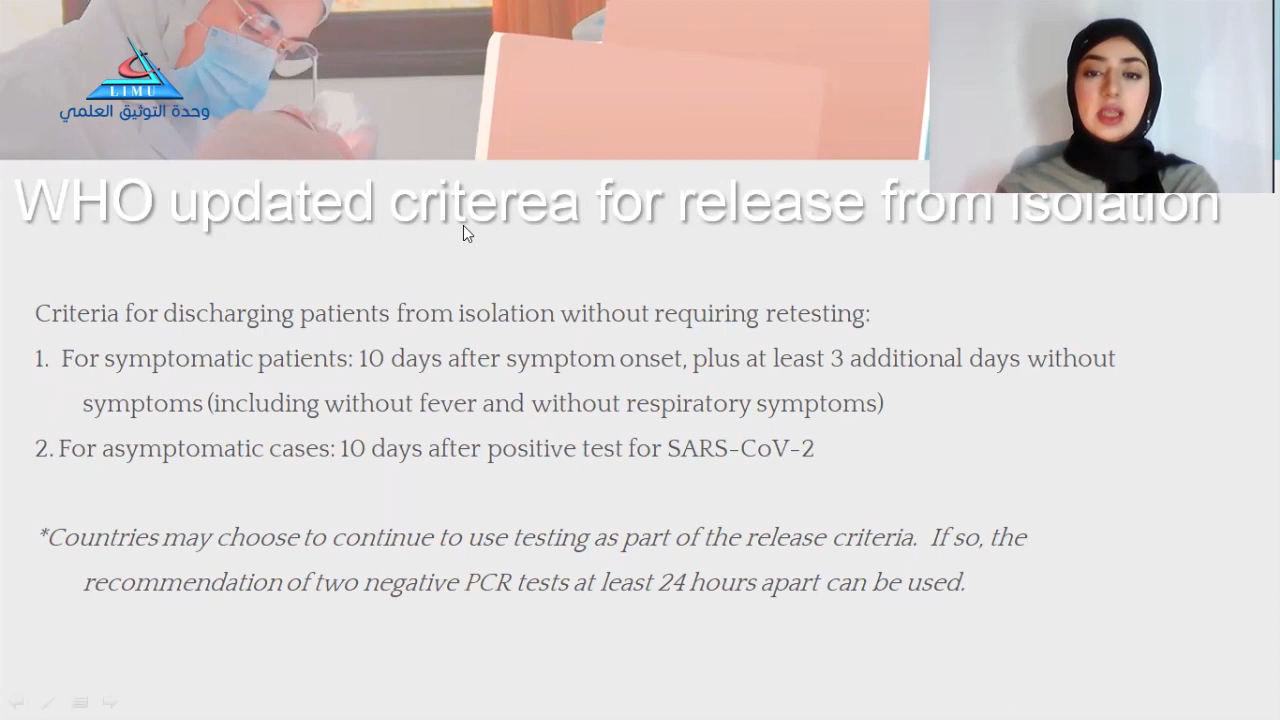 LIMU
وحدة التوثيق العلمي
WHO updated criterea for release from isolation
Criteria for discharging patients from isolation without requiring retesting:
1. For symptomatic patients: 10 days after symptom onset, plus at least 3 additional days without
symptoms (including without fever and without respiratory symptoms)
2. For asymptomatic cases: 10 days after positive test for SARS-CoV-2
*Countries may choose to continue to use testing as part of the release criteria. If so, the
recommendation of two negative PCR tests at least 24 hours apart can be used.